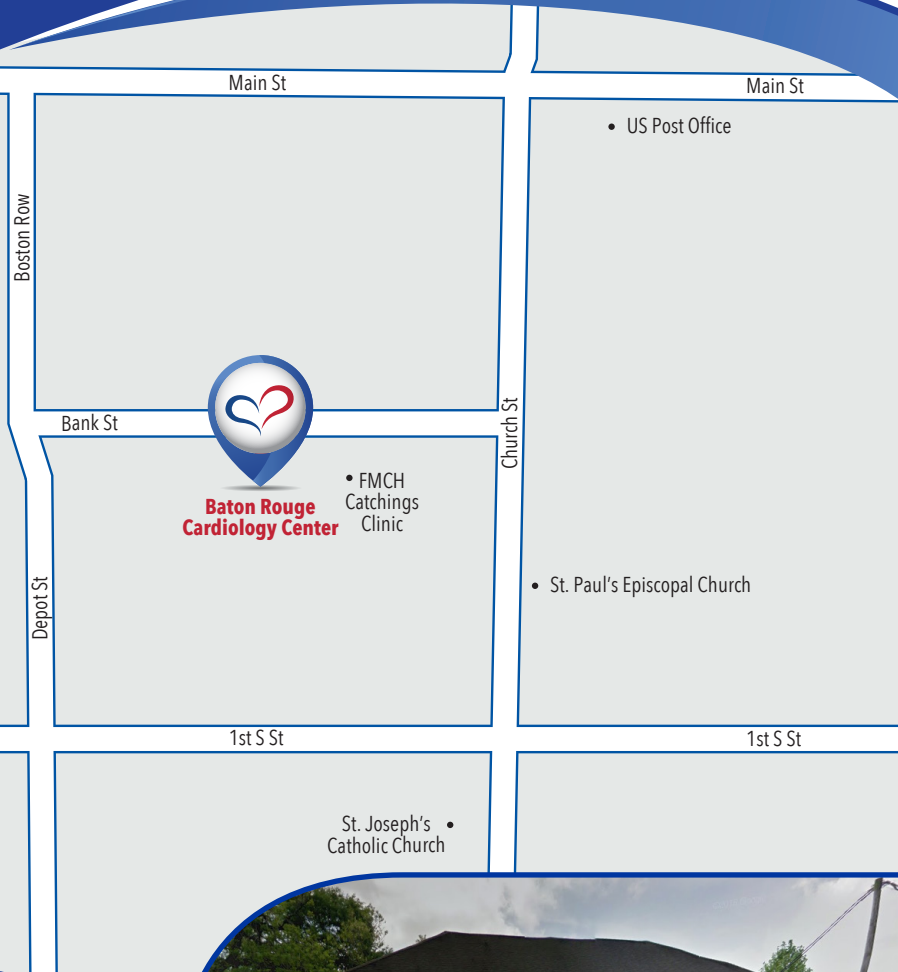 Main St
Main St
US Post Office
Boston Row
Bank St
Church St
FMCH
Catchings
Clinic
Baton Rouge
Cardiology Center
Depot St
St. Paul's Episcopal Church
1st S St
1st S St
St. Joseph's
Catholic Church